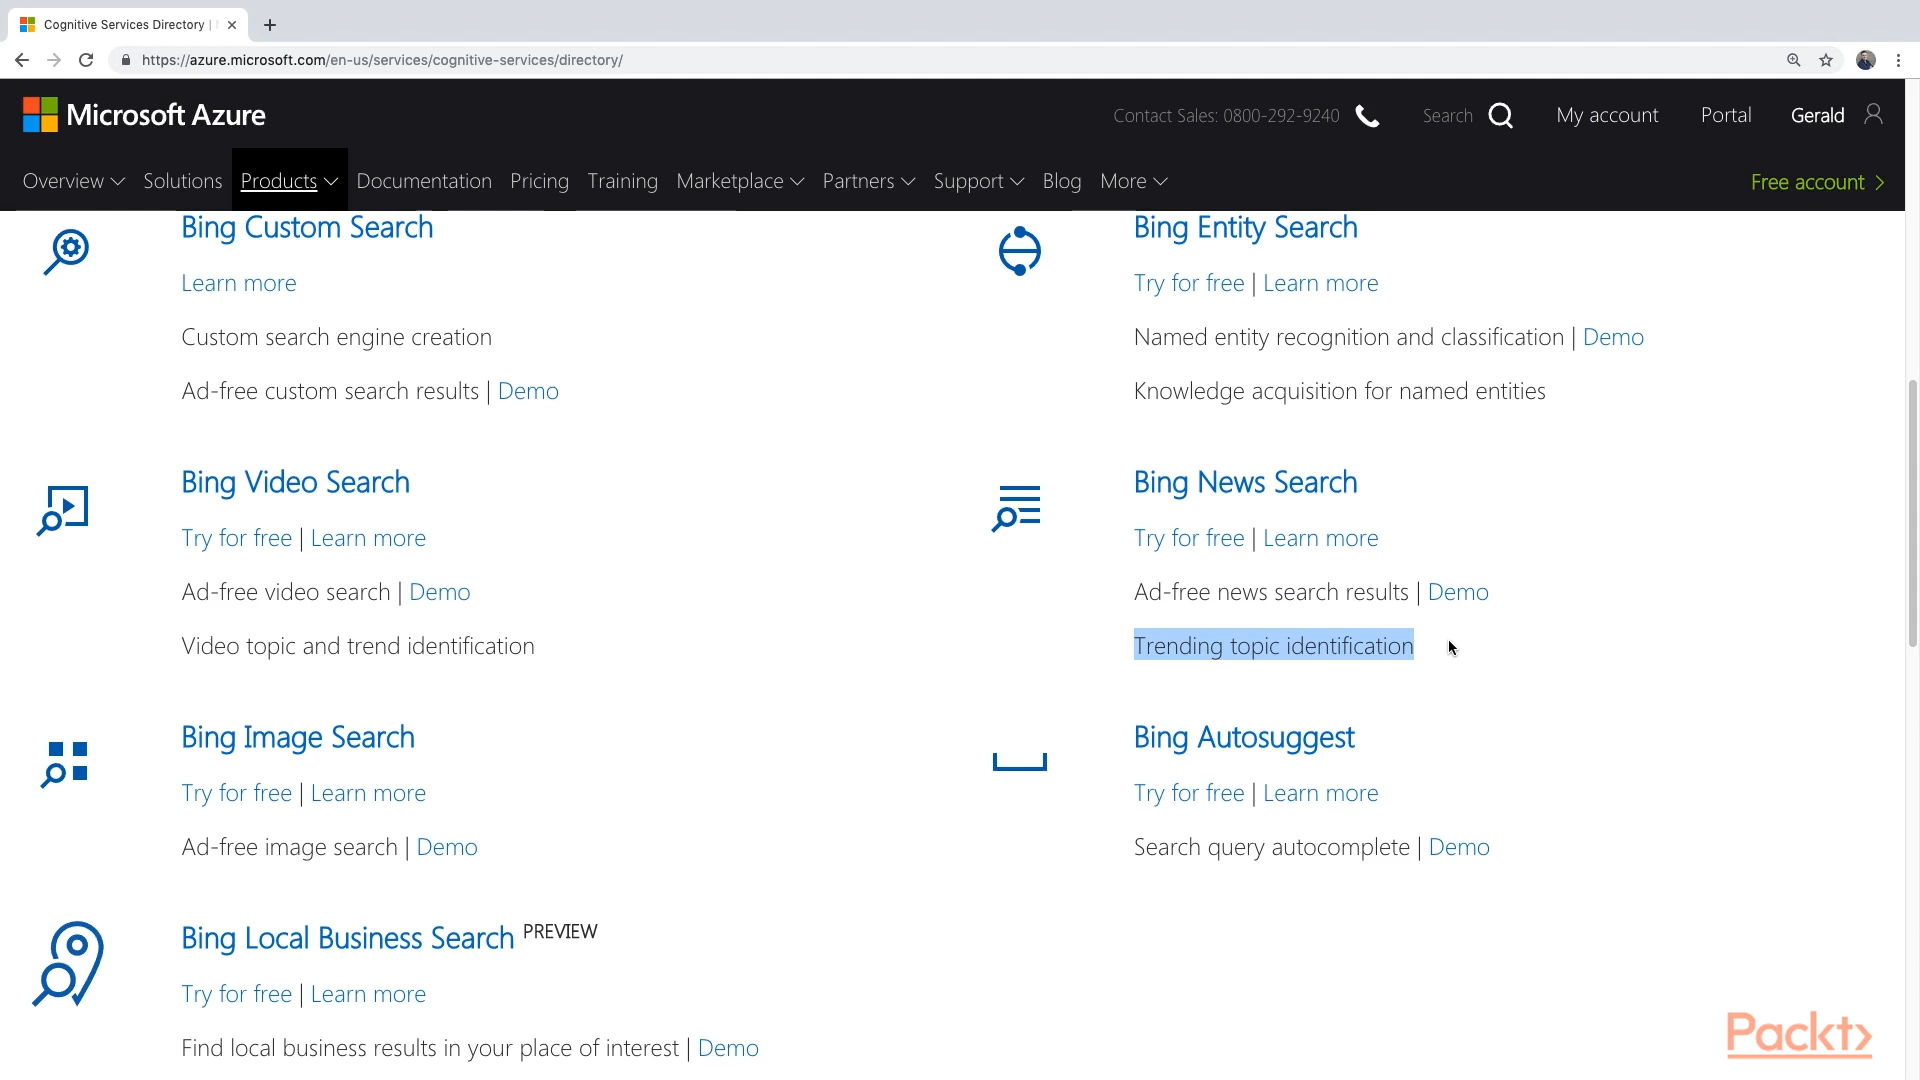 Cognitive Services Directory |
https://azure.microsoft.com/en-us/services/cognitive-services/directory/
Microsoft Azure
Contact Sales: 0800-292-9240
Search
My account
Portal
Gerald
Overview
Solutions
Products
Documentation
Pricing
Training
Marketplace
Partners
Support
Blog
More
Free account
Bing Custom Search
Learn more
Custom search engine creation
Ad-free custom search results | Demo
Bing Entity Search
Try for free | Learn more
Named entity recognition and classification | Demo
Knowledge acquisition for named entities
Bing Video Search
Try for free | Learn more
Ad-free video search | Demo
Video topic and trend identification
Bing News Search
Try for free | Learn more
Ad-free news search results | Demo
Trending topic identification
Bing Image Search
Try for free | Learn more
Ad-free image search | Demo
Bing Autosuggest
Try for free | Learn more
Search query autocomplete | Demo
Bing Local Business Search PREVIEW
Try for free | Learn more
Find local business results in your place of interest | Demo
Packt>